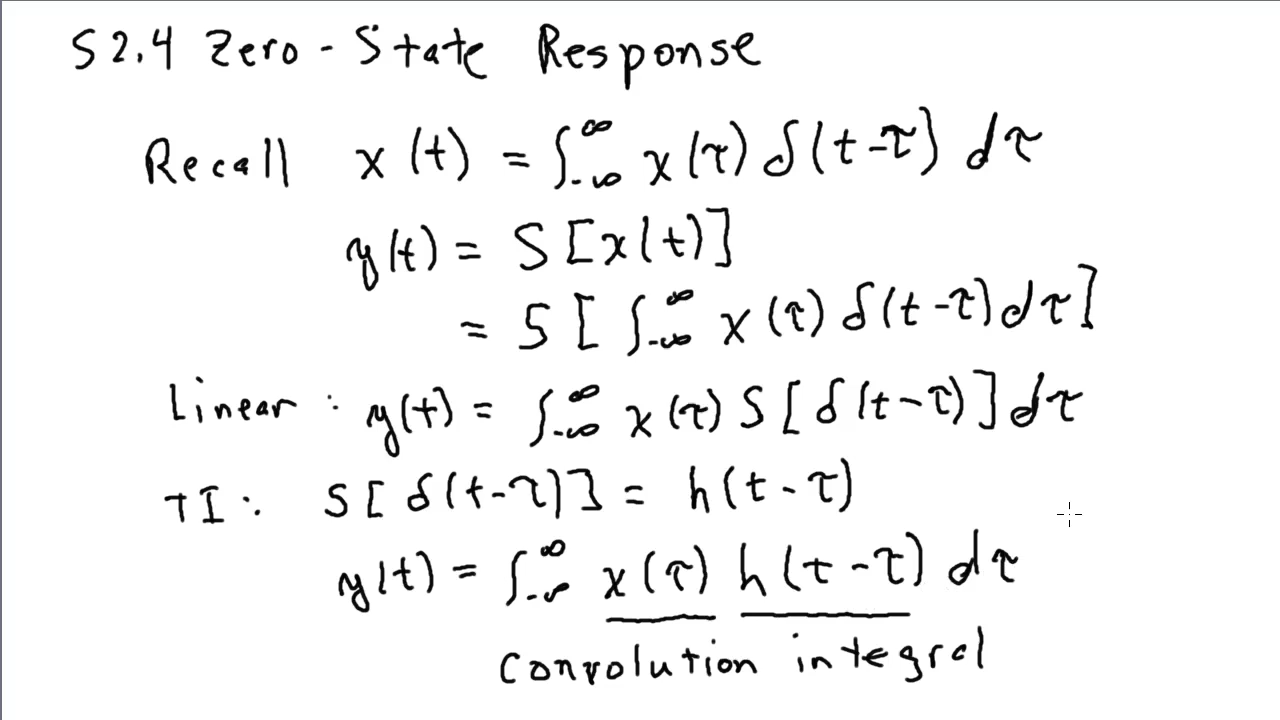 S2.4 Zero-State Response
Recall x(t) = ∫_{-∞}^{∞} x(τ) δ(t-τ) dτ
y(t) = S[x(t)]
= S[∫_{-∞}^{∞} x(τ) δ(t-τ) dτ]
Linear: y(t) = ∫_{-∞}^{∞} x(τ) S[δ(t-τ)] dτ
TI: S[δ(t-τ)] = h(t-τ)
y(t) = ∫_{-∞}^{∞} x(τ) h(t-τ) dτ
convolution integral